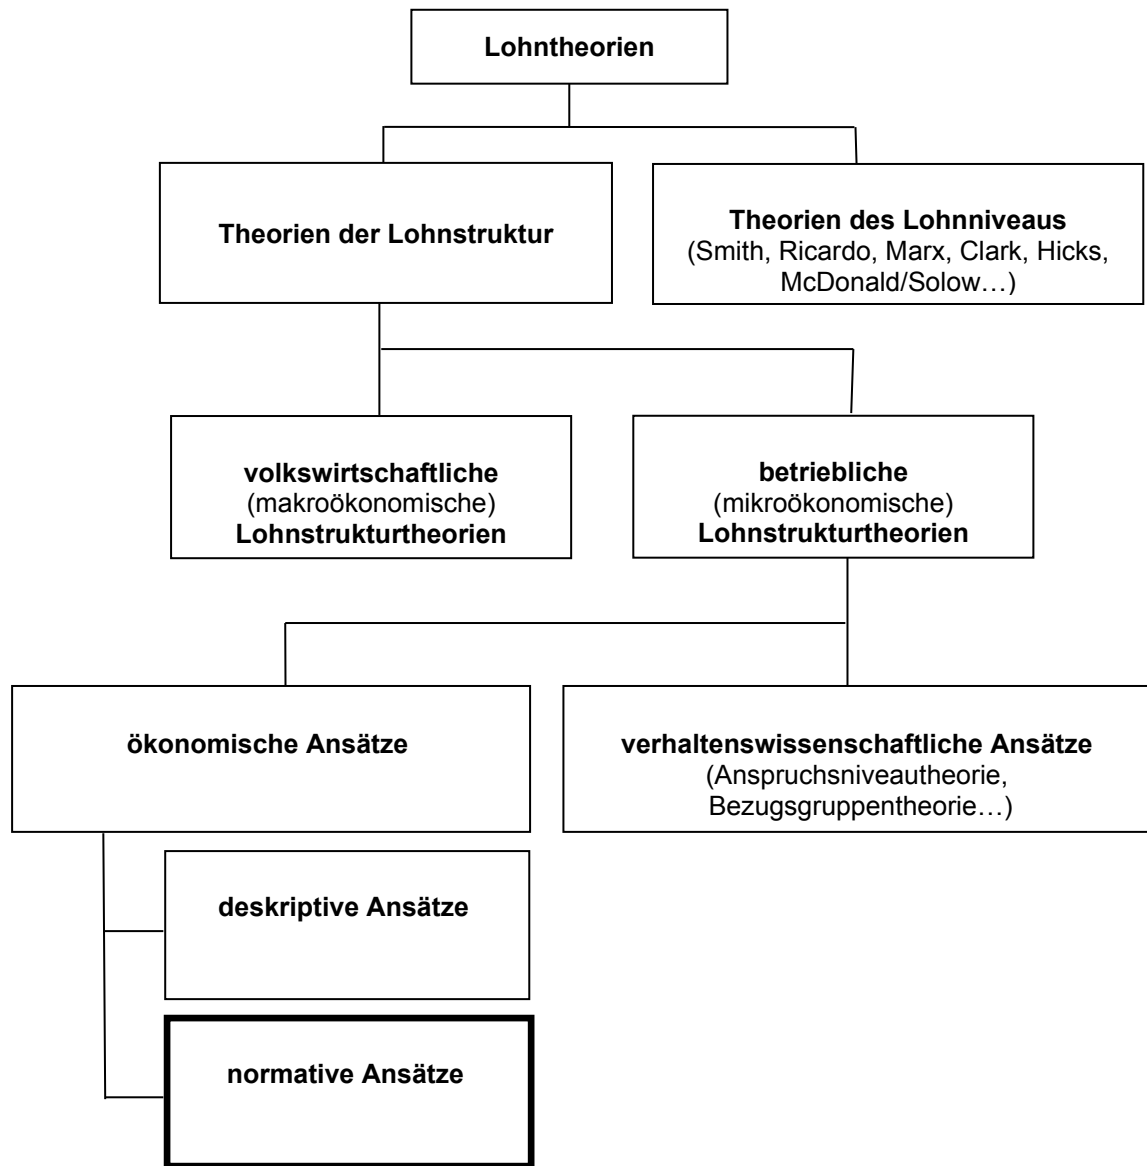 Lohntheorien
Theorien der Lohnstruktur
Theorien des Lohnniveaus
(Smith, Ricardo, Marx, Clark, Hicks,
McDonald/Solow…)
volkswirtschaftliche
(makroökonomische)
Lohnstrukturtheorien
betriebliche
(mikroökonomische)
Lohnstrukturtheorien
ökonomische Ansätze
verhaltenswissenschaftliche Ansätze
(Anspruchsniveautheorie,
Bezugsgruppentheorie…)
deskriptive Ansätze
normative Ansätze